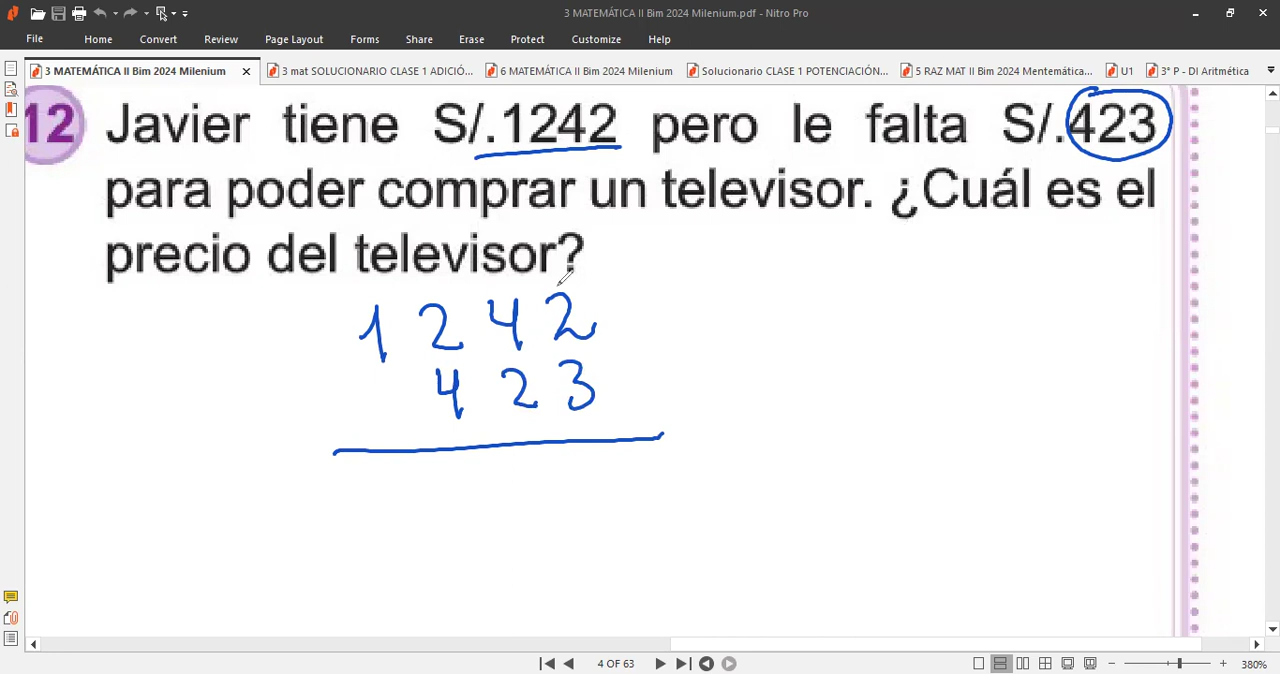 3 MATEMÁTICA II Bim 2024 Milenium.pdf - Nitro Pro
File Home Convert Review Page Layout Forms Share Erase Protect Customize Help
3 MATEMÁTICA II Bim 2024 Milenium 3 mat SOLUCIONARIO CLASE 1 ADICIÓ... 6 MATEMÁTICA II Bim 2024 Milenium Solucionario CLASE 1 POTENCIACIÓN... 5 RAZ MAT II Bim 2024 Mentemática... U1 3° P - DI Aritmética
12 Javier tiene S/.1242 pero le falta S/.423
para poder comprar un televisor. ¿Cuál es el
precio del televisor?
1 2 4 2
4 2 3
4 OF 63
380%